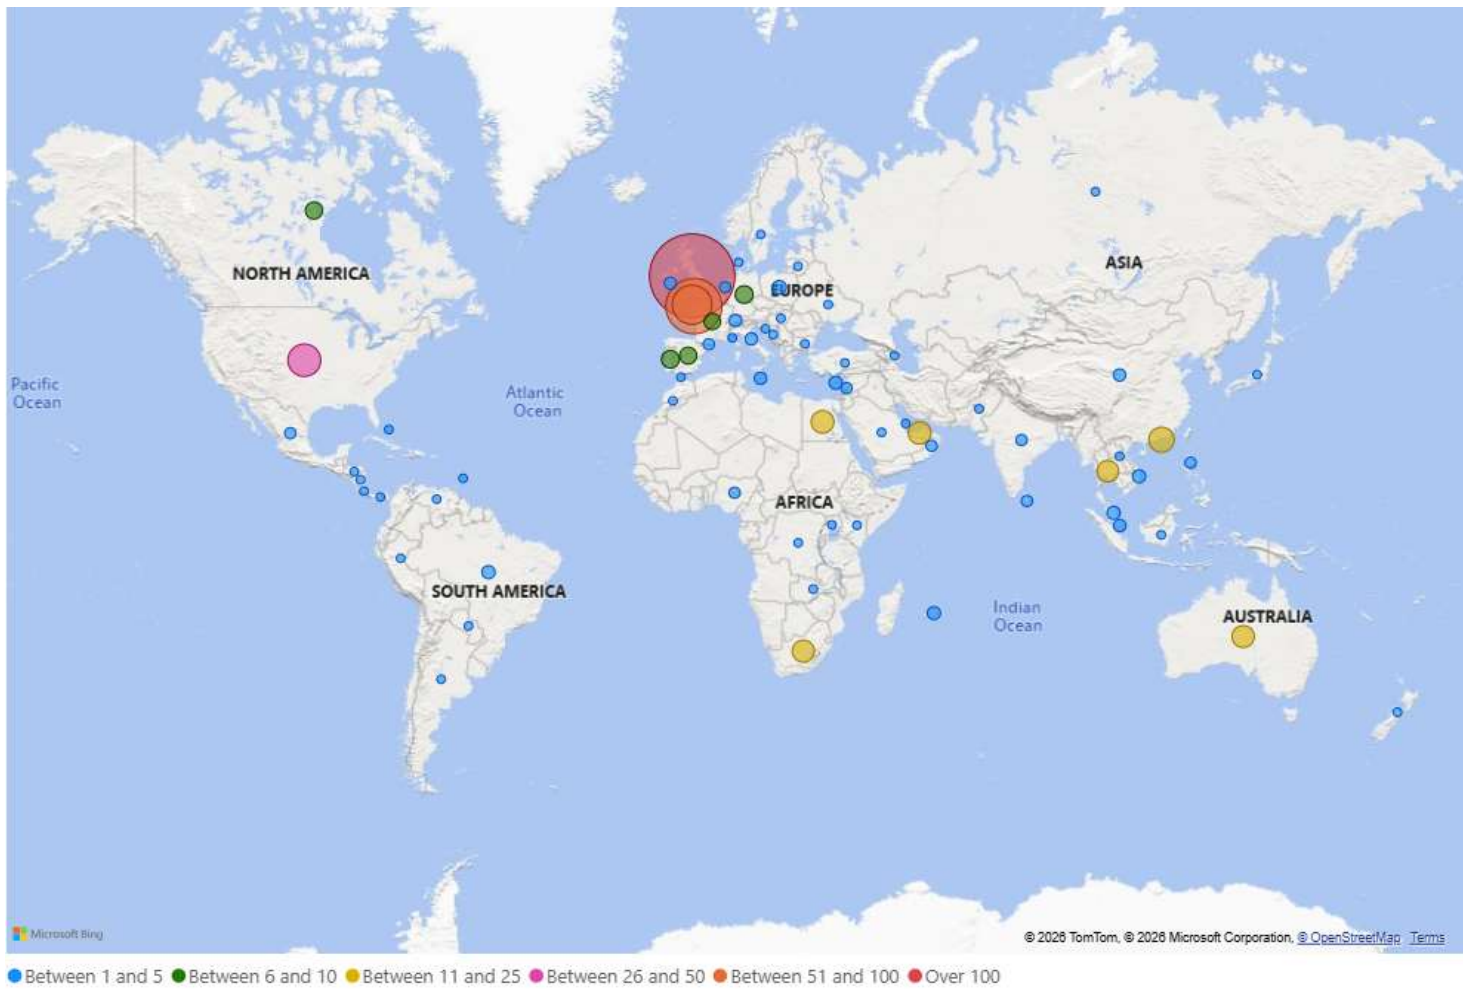 NORTH AMERICA
ASIA
EUROPE
Pacific
Ocean
Atlantic
Ocean
AFRICA
SOUTH AMERICA
Indian
Ocean
AUSTRALIA
Microsoft Bing
© 2026 TomTom, © 2026 Microsoft Corporation, © OpenStreetMap Terms
Between 1 and 5 Between 6 and 10 Between 11 and 25 Between 26 and 50 Between 51 and 100 Over 100